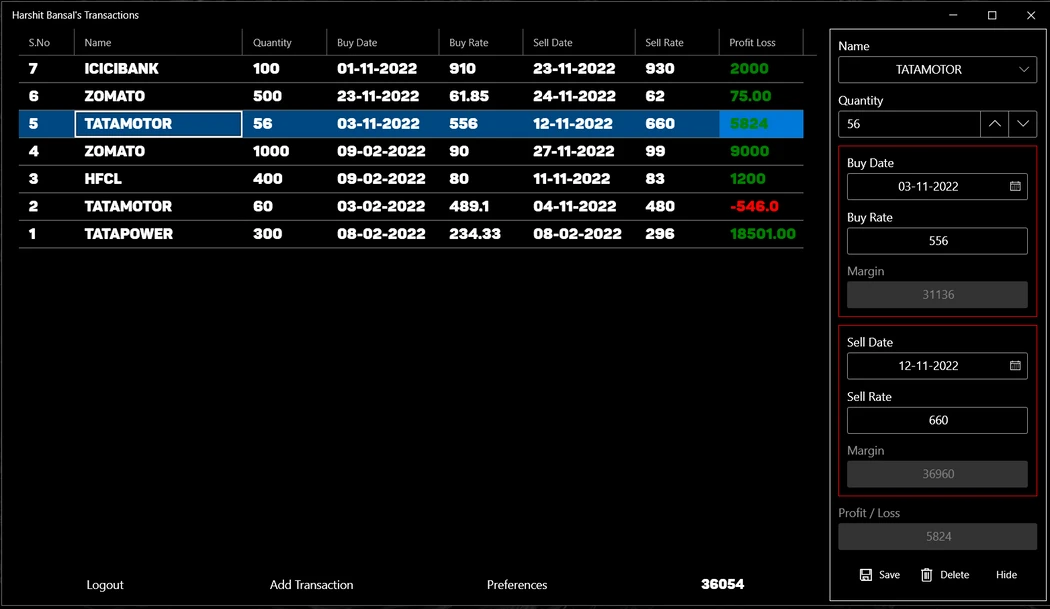 Harshit Bansal's Transactions
S.No Name Quantity Buy Date Buy Rate Sell Date Sell Rate Profit Loss
7 ICICIBANK 100 01-11-2022 910 23-11-2022 930 2000
6 ZOMATO 500 23-11-2022 61.85 24-11-2022 62 75.00
5 TATAMOTOR 56 03-11-2022 556 12-11-2022 660 5824
4 ZOMATO 1000 09-02-2022 90 27-11-2022 99 9000
3 HFCL 400 09-02-2022 80 11-11-2022 83 1200
2 TATAMOTOR 60 03-02-2022 489.1 04-11-2022 480 -546.0
1 TATAPOWER 300 08-02-2022 234.33 08-02-2022 296 18501.00
Logout Add Transaction Preferences 36054
Name
TATAMOTOR
Quantity
56
Buy Date
03-11-2022
Buy Rate
556
Margin
31136
Sell Date
12-11-2022
Sell Rate
660
Margin
36960
Profit / Loss
5824
Save Delete Hide